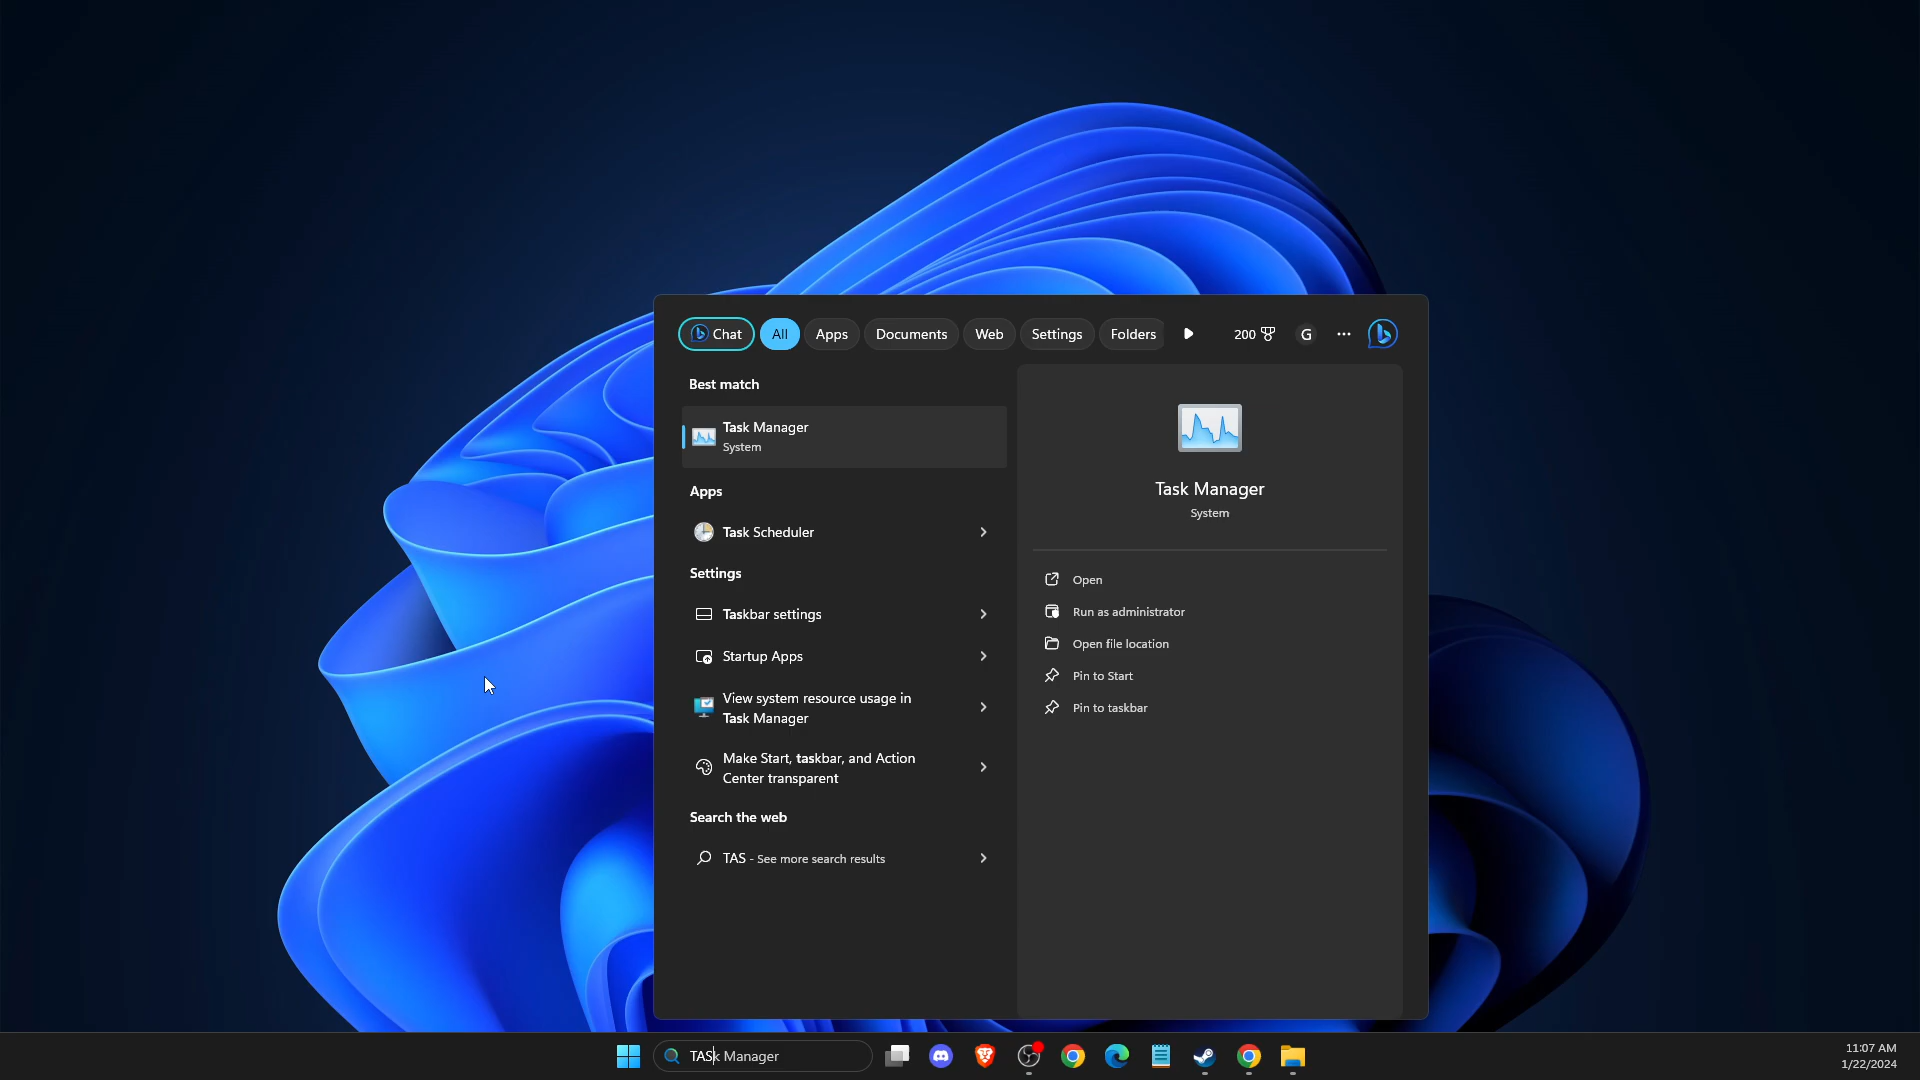 Chat
All
Apps
Documents
Web
Settings
Folders
200
G
Best match
Task Manager
System
Apps
Task Scheduler
Settings
Taskbar settings
Startup Apps
View system resource usage in
Task Manager
Make Start, taskbar, and Action
Center transparent
Search the web
TAS - See more search results
Task Manager
System
Open
Run as administrator
Open file location
Pin to Start
Pin to taskbar
TASk Manager
11:07 AM
1/22/2024